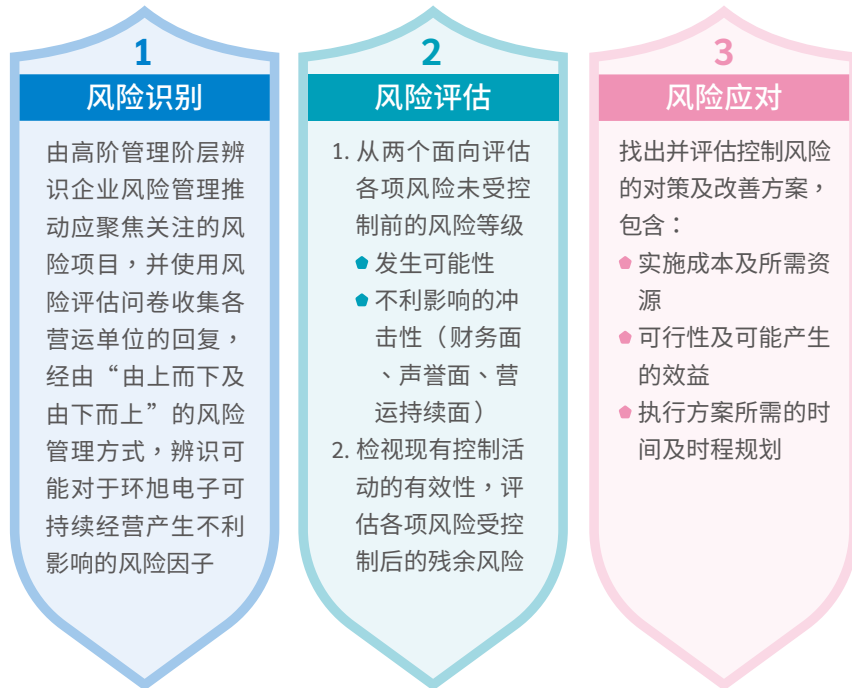 1
风险识别
由高阶管理阶层辨
识企业风险管理推
动应聚焦关注的风
险项目，并使用风
险评估问卷收集各
营运单位的回复，
经由“由上而下及
由下而上”的风险
管理方式，辨识可
能对于环旭电子可
持续经营产生不利
影响的风险因子
2
风险评估
1. 从两个面向评估
各项风险未受控
制前的风险等级
发生可能性
不利影响的冲
击性（财务面
、声誉面、营
运持续面）
2. 检视现有控制活
动的有效性，评
估各项风险受控
制后的残余风险
3
风险应对
找出并评估控制风险
的对策及改善方案，
包含：
实施成本及所需资
源
可行性及可能产生
的效益
执行方案所需的时
间及时程规划